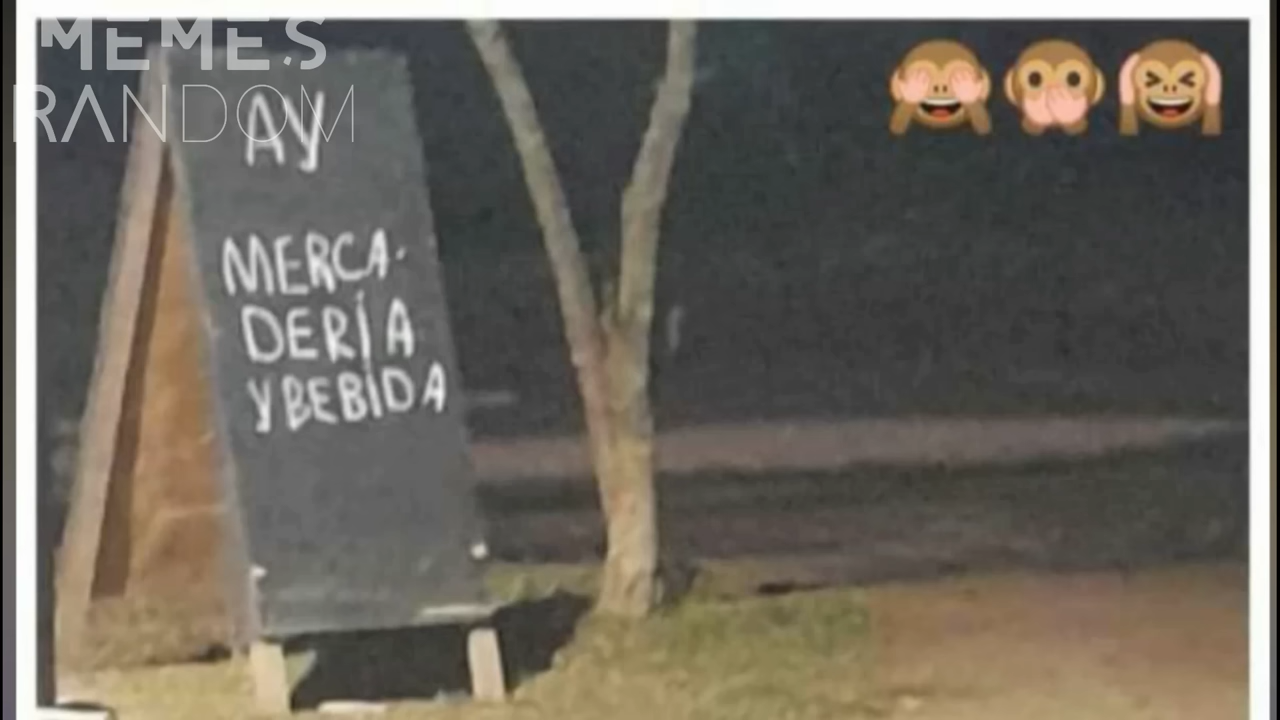 MEMES
RANDOM
AY
MERCA-
DERÍA
Y BEBIDA